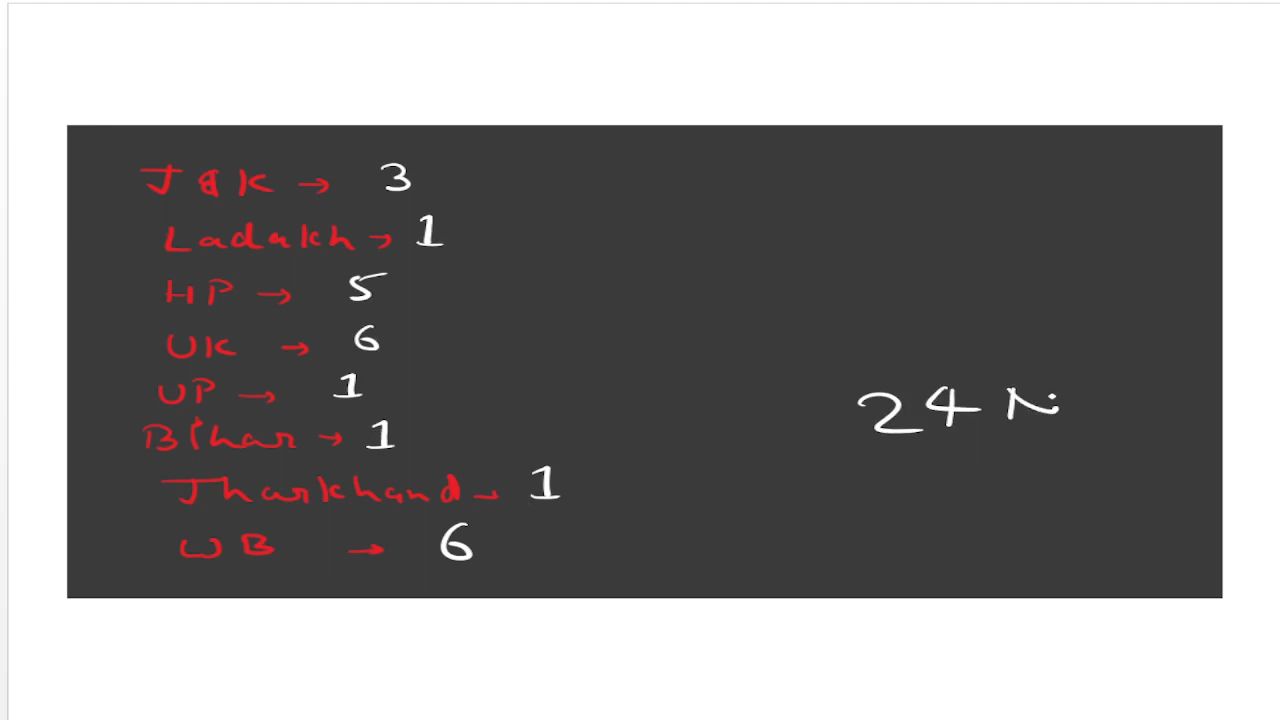 J & K → 3
Ladakh → 1
HP → 5
UK → 6
UP → 1
Bihar → 1
Jharkhand → 1
WB → 6
24 N